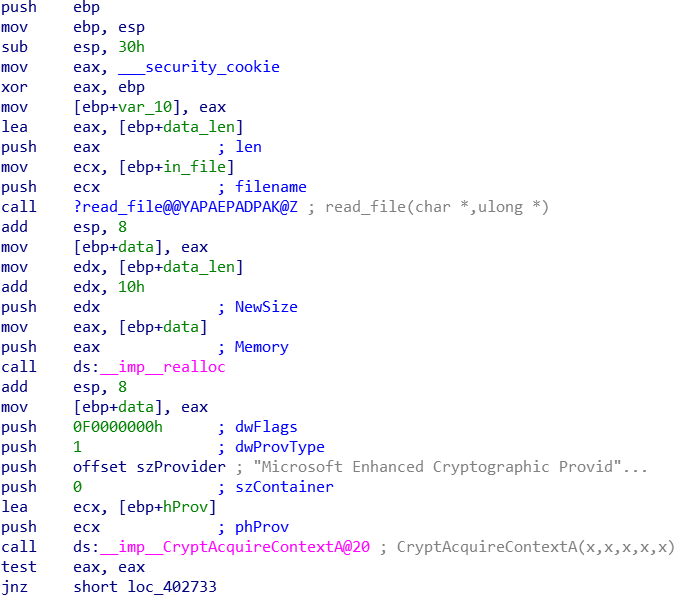 push    ebp
mov     ebp, esp
sub     esp, 30h
mov     eax, ___security_cookie
xor     eax, ebp
mov     [ebp+var_10], eax
lea     eax, [ebp+data_len]
push    eax             ; len
mov     ecx, [ebp+in_file]
push    ecx             ; filename
call    ?read_file@@YAPAEPADPAK@Z ; read_file(char *,ulong *)
add     esp, 8
mov     [ebp+data], eax
mov     edx, [ebp+data_len]
add     edx, 10h
push    edx             ; NewSize
mov     eax, [ebp+data]
push    eax             ; Memory
call    ds:__imp__realloc
add     esp, 8
mov     [ebp+data], eax
push    0F0000000h      ; dwFlags
push    1               ; dwProvType
push    offset szProvider ; "Microsoft Enhanced Cryptographic Provid"...
push    0               ; szContainer
lea     ecx, [ebp+hProv]
push    ecx             ; phProv
call    ds:__imp__CryptAcquireContextA@20 ; CryptAcquireContextA(x,x,x,x,x)
test    eax, eax
jnz     short loc_402733